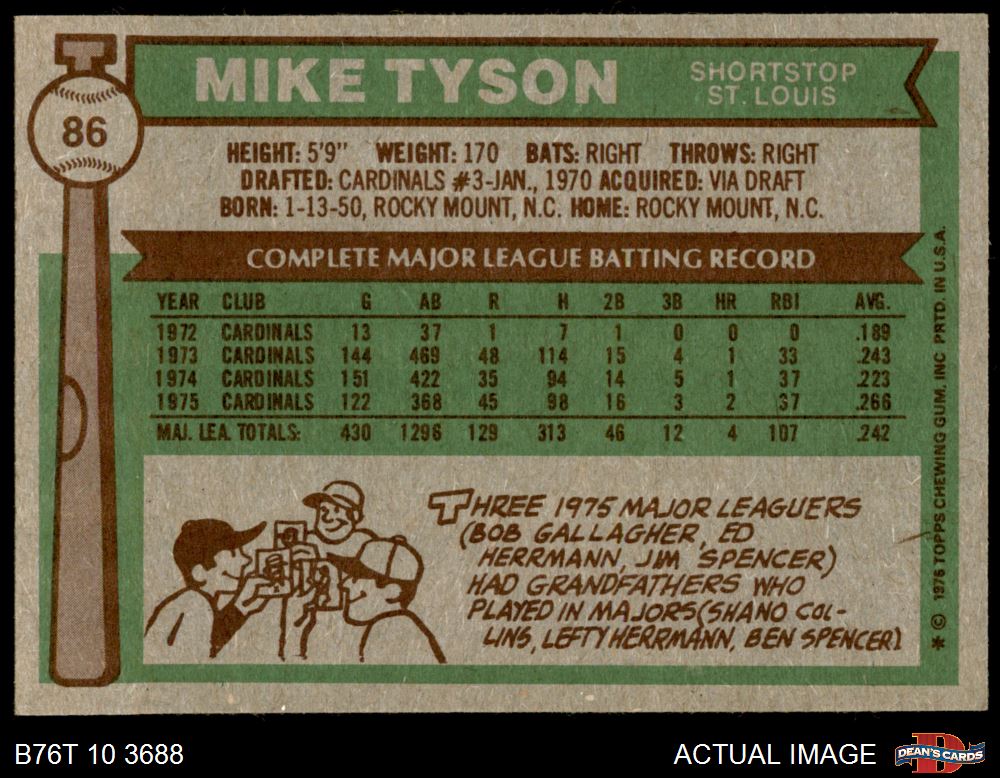 86
MIKE TYSON
SHORTSTOP
ST. LOUIS
HEIGHT: 5'9" WEIGHT: 170 BATS: RIGHT THROWS: RIGHT
DRAFTED: CARDINALS #3-JAN., 1970 ACQUIRED: VIA DRAFT
BORN: 1-13-50, ROCKY MOUNT, N.C. HOME: ROCKY MOUNT, N.C.
COMPLETE MAJOR LEAGUE BATTING RECORD
YEAR CLUB G AB R H 2B 3B HR RBI AVG.
1972 CARDINALS 13 37 1 7 1 0 0 0 .189
1973 CARDINALS 144 469 48 114 15 4 1 33 .243
1974 CARDINALS 151 422 35 94 14 5 1 37 .223
1975 CARDINALS 122 368 45 98 16 3 2 37 .266
MAJ. LEA. TOTALS: 430 1296 129 313 46 12 4 107 .242
THREE 1975 MAJOR LEAGUERS
(BOB GALLAGHER, ED
HERRMANN, JIM SPENCER)
HAD GRANDFATHERS WHO
PLAYED IN MAJORS (SHANO COL-
LINS, LEFTY HERRMANN, BEN SPENCER)
* © 1976 TOPPS CHEWING GUM, INC PRTD. IN U.S.A.
B76T 10 3688
ACTUAL IMAGE
DEAN'S CARDS